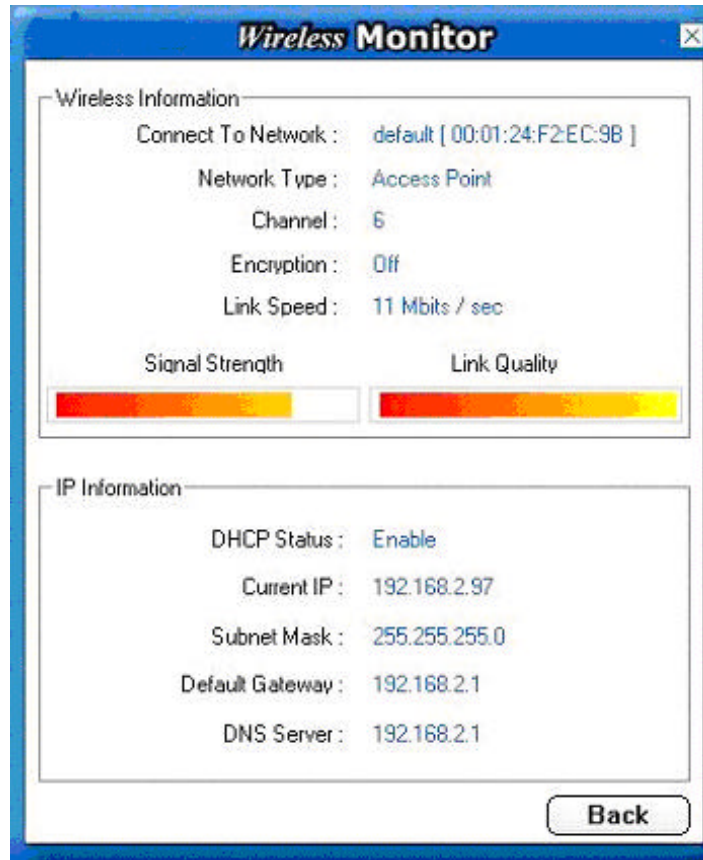 Wireless Monitor
Wireless Information
Connect To Network : default [ 00:01:24:F2:EC:9B ]
Network Type : Access Point
Channel : 6
Encryption : Off
Link Speed : 11 Mbits / sec
Signal Strength Link Quality
IP Information
DHCP Status : Enable
Current IP : 192.168.2.97
Subnet Mask : 255.255.255.0
Default Gateway : 192.168.2.1
DNS Server : 192.168.2.1
Back